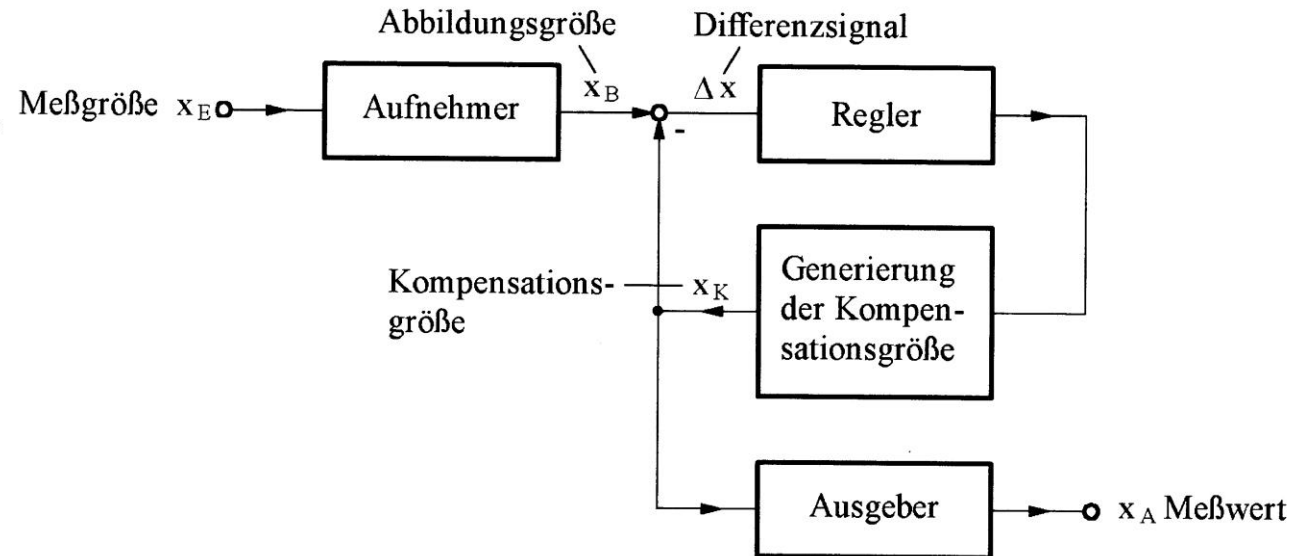 Abbildungsgröße
Differenzsignal
Meßgröße x_E
Aufnehmer
x_B
-
Δx
Regler
Kompensations-
größe
x_K
Generierung
der Kompen-
sationsgröße
Ausgeber
x_A Meßwert